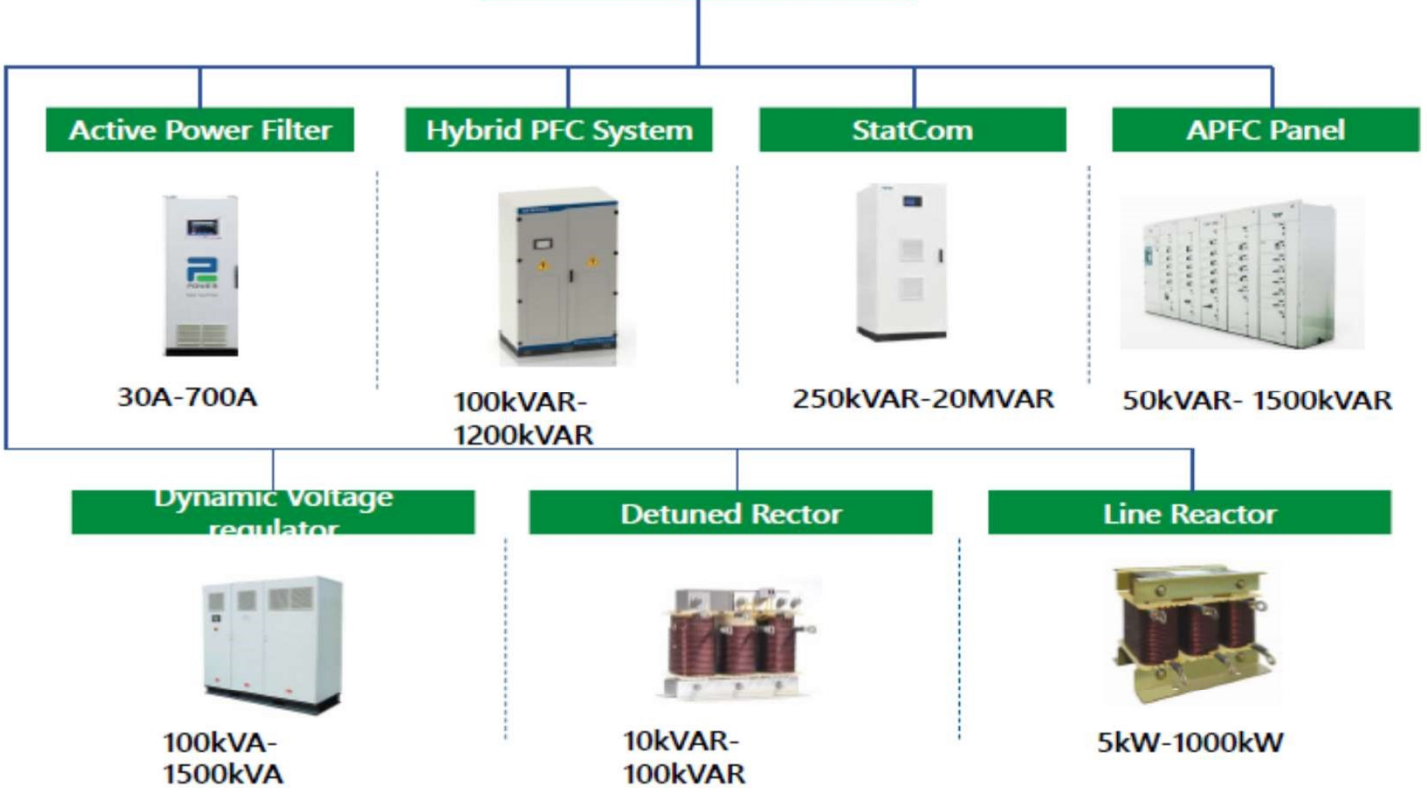 Active Power Filter
Hybrid PFC System
StatCom
APFC Panel
POWER
30A-700A
100kVAR-
1200kVAR
250kVAR-20MVAR
50kVAR- 1500kVAR
Dynamic Voltage
regulator
Detuned Rector
Line Reactor
100kVA-
1500kVA
10kVAR-
100kVAR
5kW-1000kW